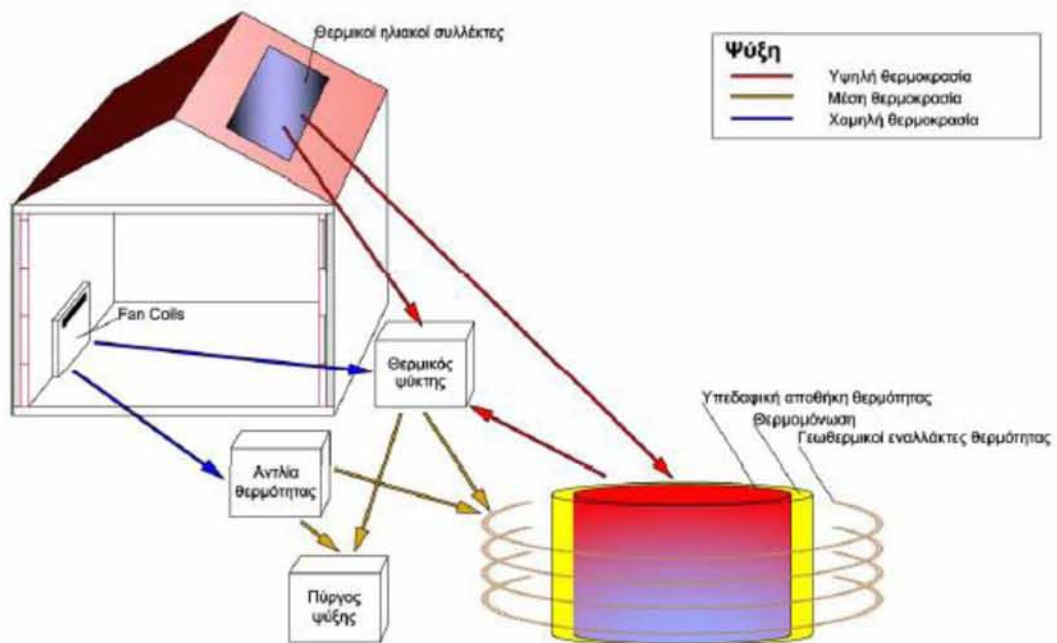 Θερμικοί ηλιακοί συλλέκτες
Ψύξη
Υψηλή θερμοκρασία
Μέση θερμοκρασία
Χαμηλή θερμοκρασία
Fan Coils
Θερμικός
ψύκτης
Υπεδαφική αποθήκη θερμότητας
Θερμομόνωση
Γεωθερμικοί εναλλάκτες θερμότητας
Αντλία
θερμότητας
Πύργος
ψύξης